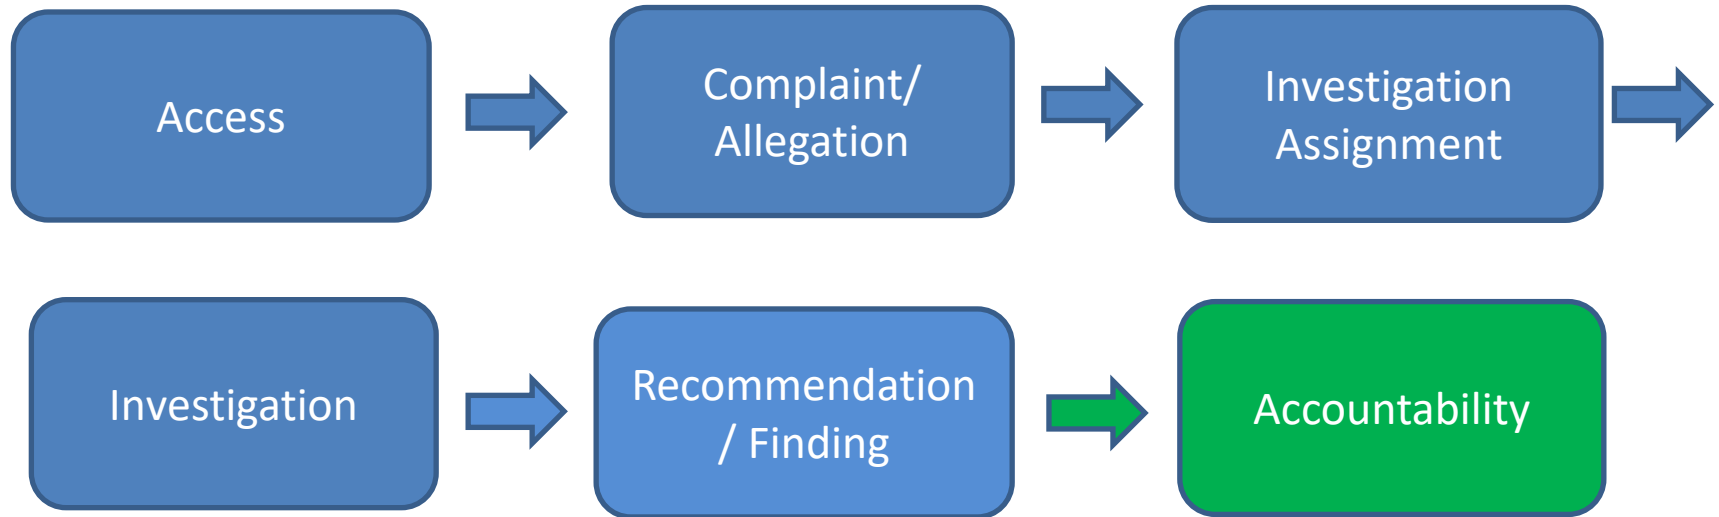 Access
Complaint/
Allegation
Investigation
Assignment
Investigation
Recommendation
/ Finding
Accountability